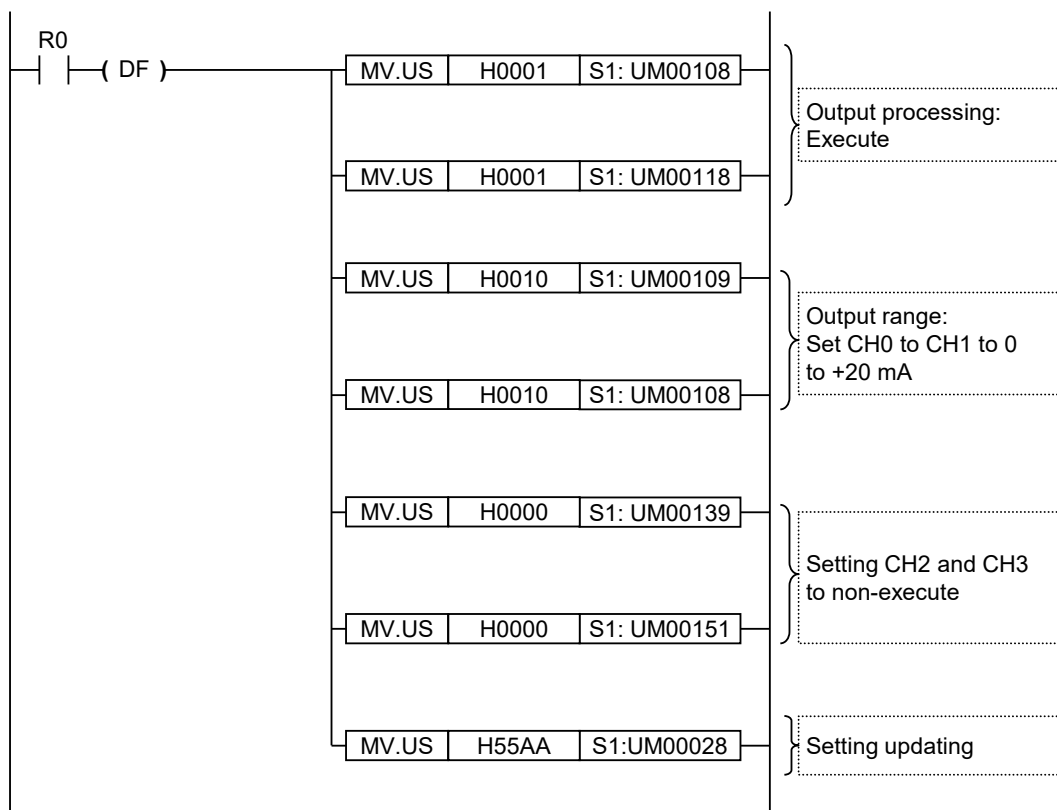 R0
( DF )
MV.US H0001 S1: UM00108
Output processing:
Execute
MV.US H0001 S1: UM00118
MV.US H0010 S1: UM00109
Output range:
Set CH0 to CH1 to 0
to +20 mA
MV.US H0010 S1: UM00108
MV.US H0000 S1: UM00139
Setting CH2 and CH3
to non-execute
MV.US H0000 S1: UM00151
MV.US H55AA S1:UM00028
Setting updating